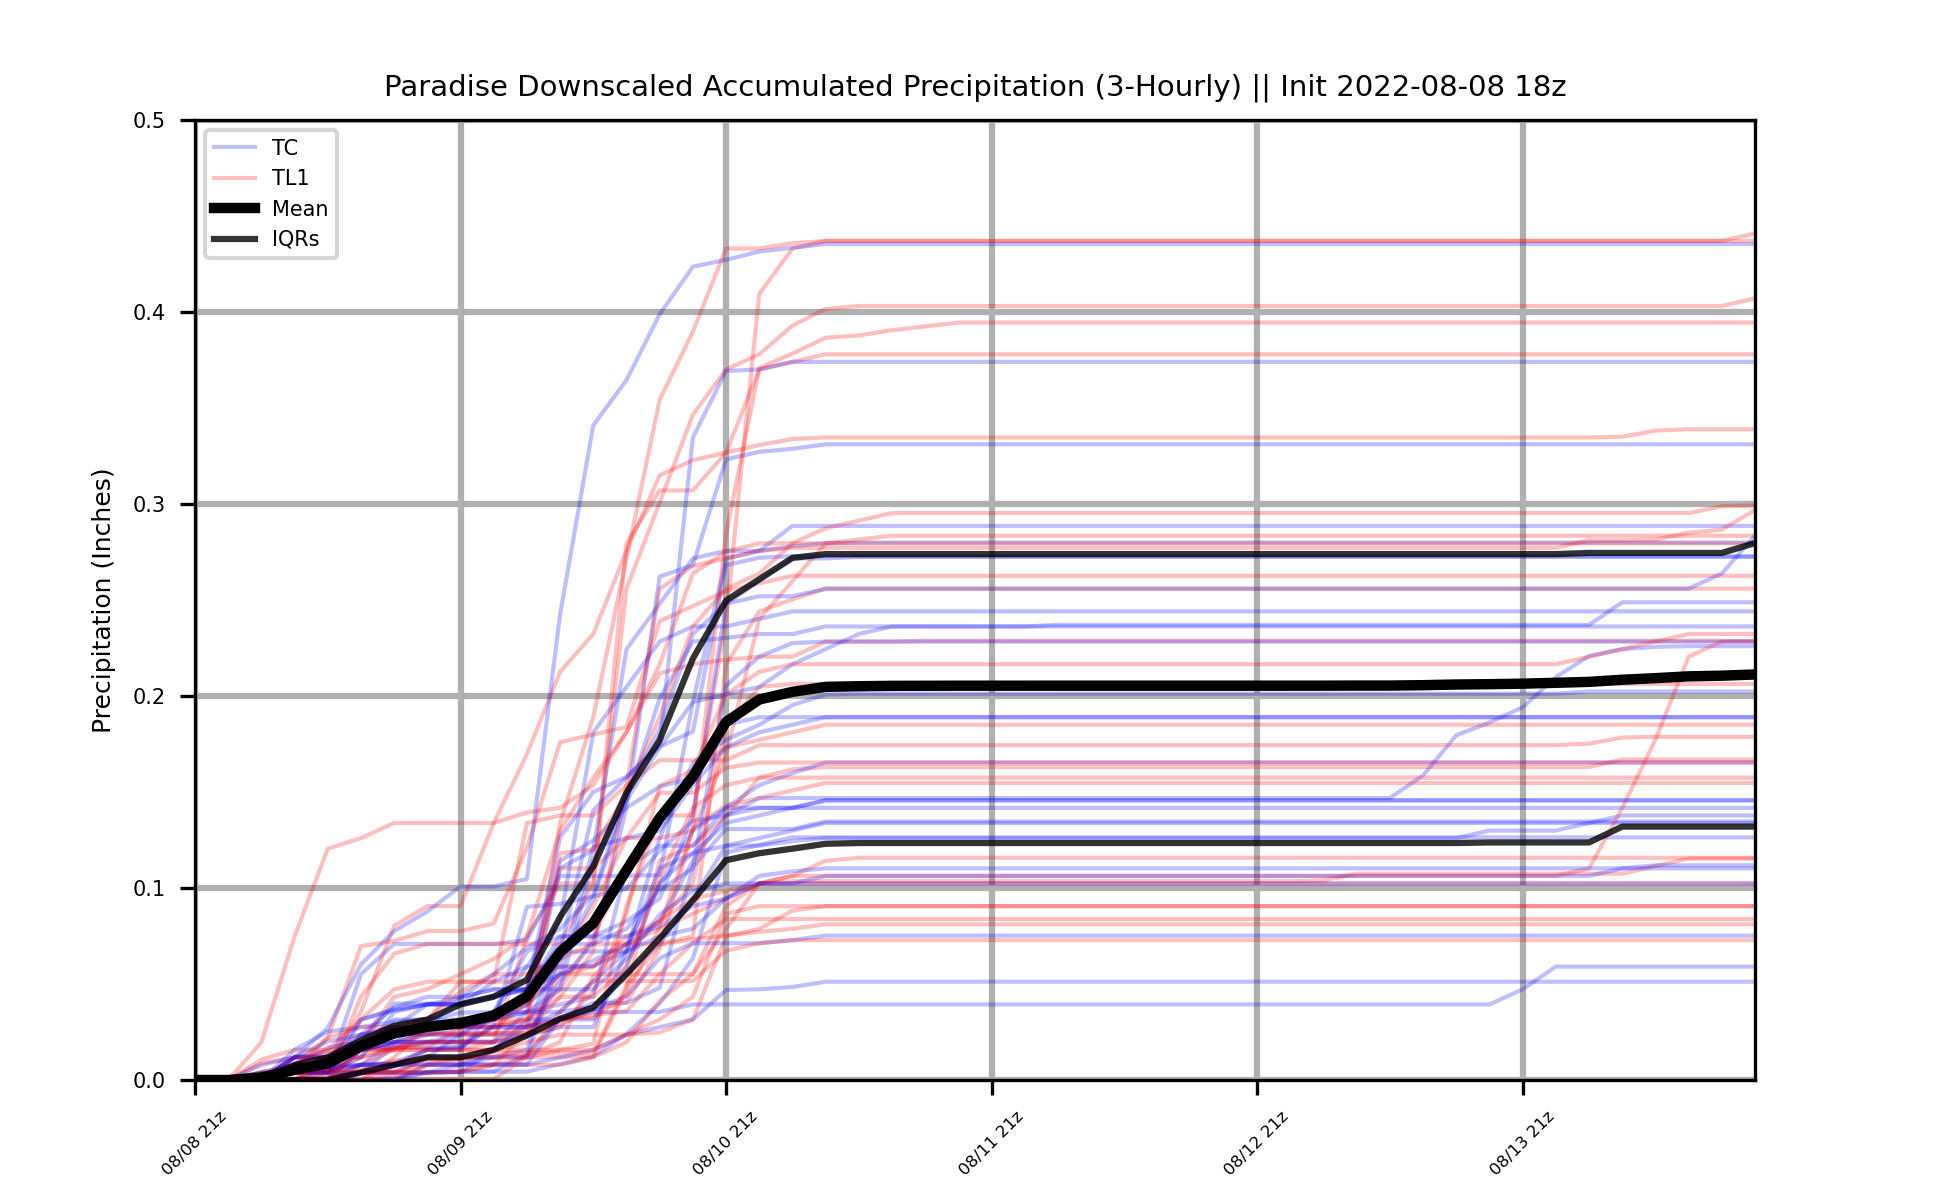 Paradise Downscaled Accumulated Precipitation (3-Hourly) || Init 2022-08-08 18z
TC
TL1
Mean
IQRs
Precipitation (Inches)
0.5
0.4
0.3
0.2
0.1
0.0
08/08 21z
08/09 21z
08/10 21z
08/11 21z
08/12 21z
08/13 21z